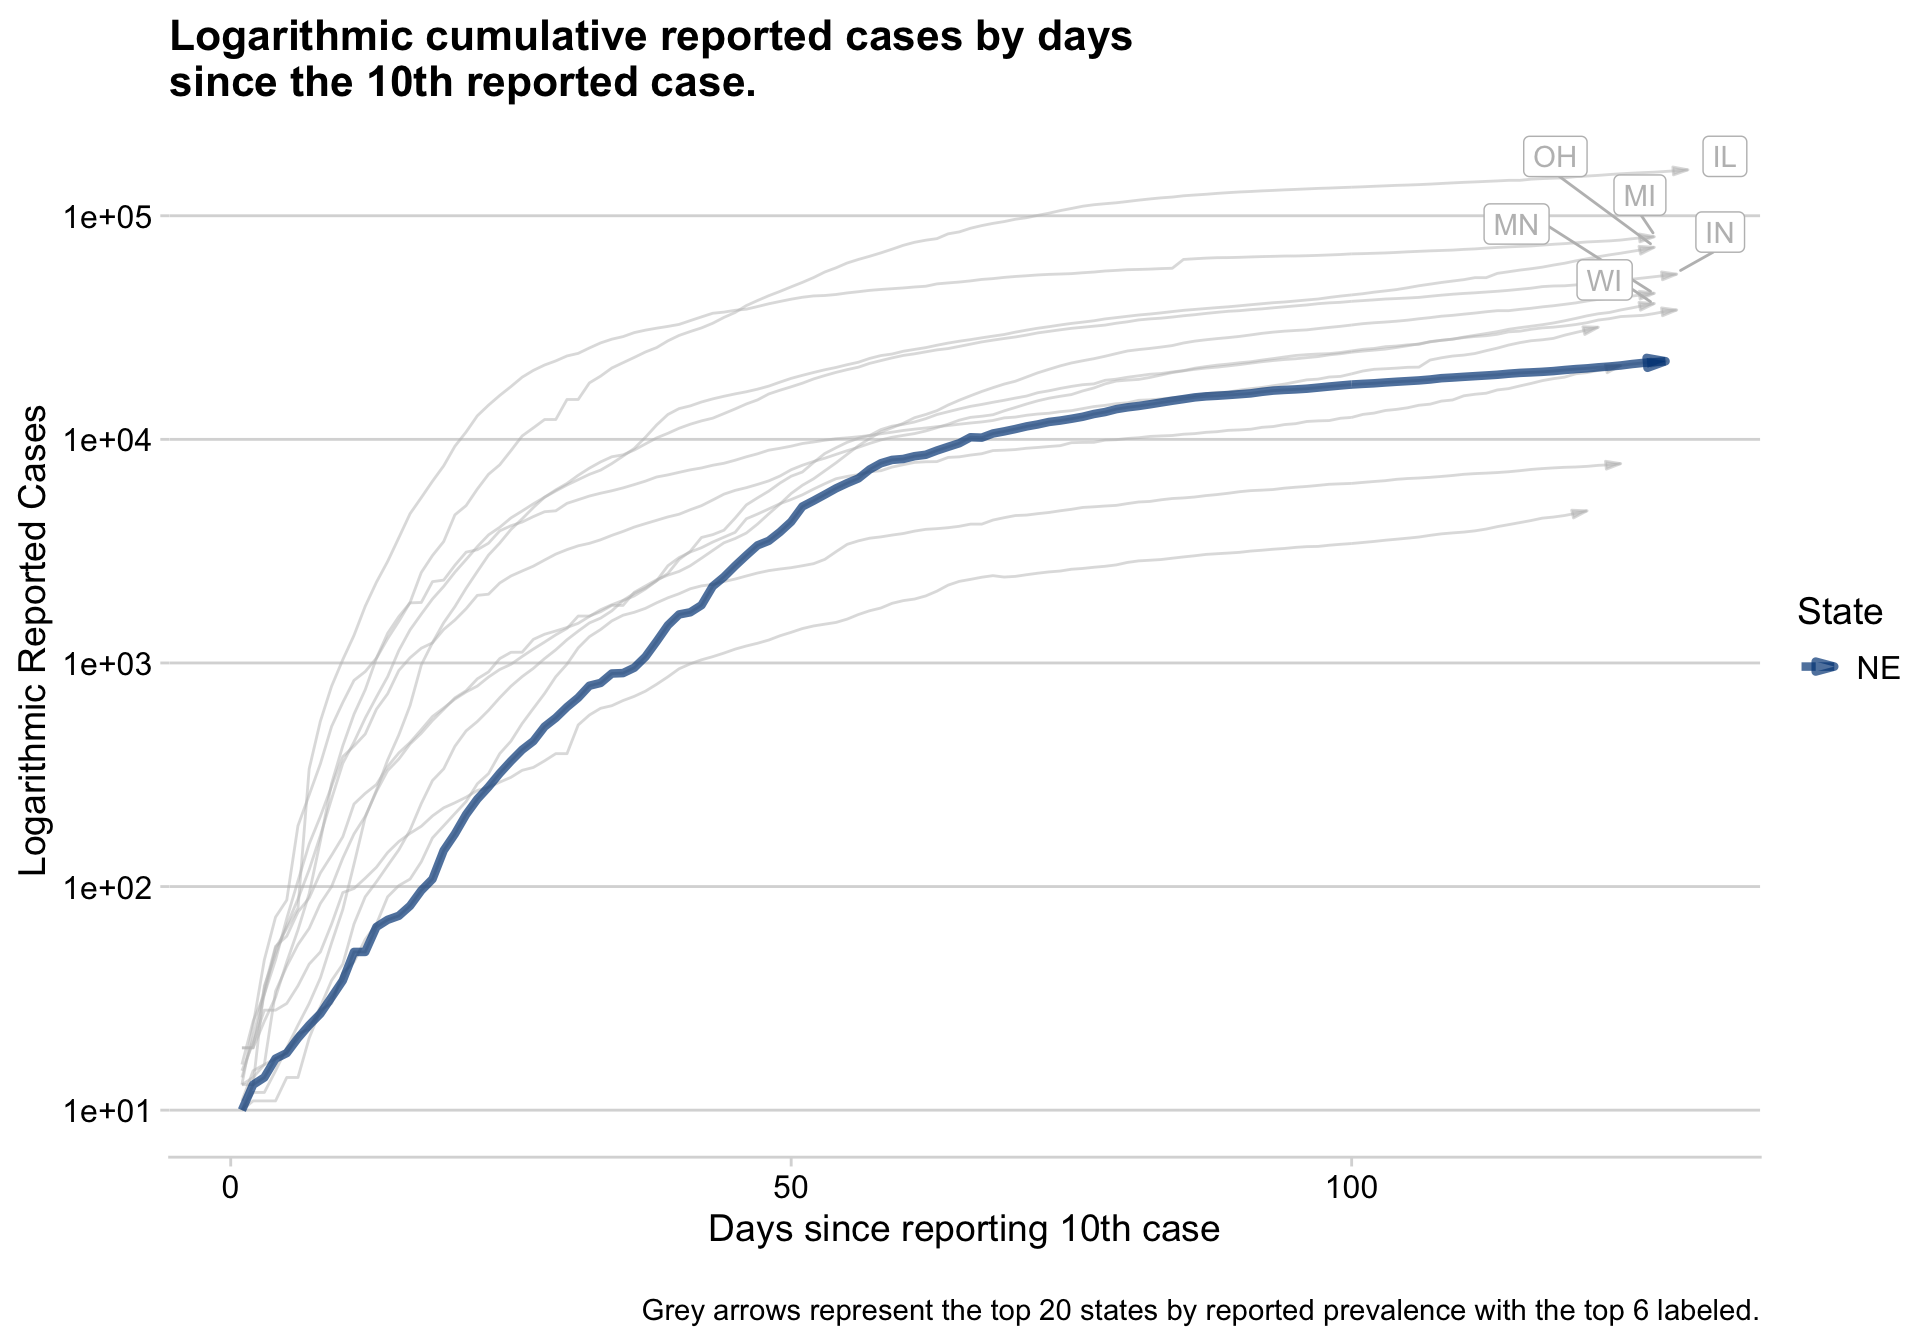 Logarithmic cumulative reported cases by days
since the 10th reported case.
OH
IL
MI
MN
IN
WI
1e+05
1e+04
1e+03
1e+02
1e+01
Logarithmic Reported Cases
State
NE
0 50 100
Days since reporting 10th case
Grey arrows represent the top 20 states by reported prevalence with the top 6 labeled.